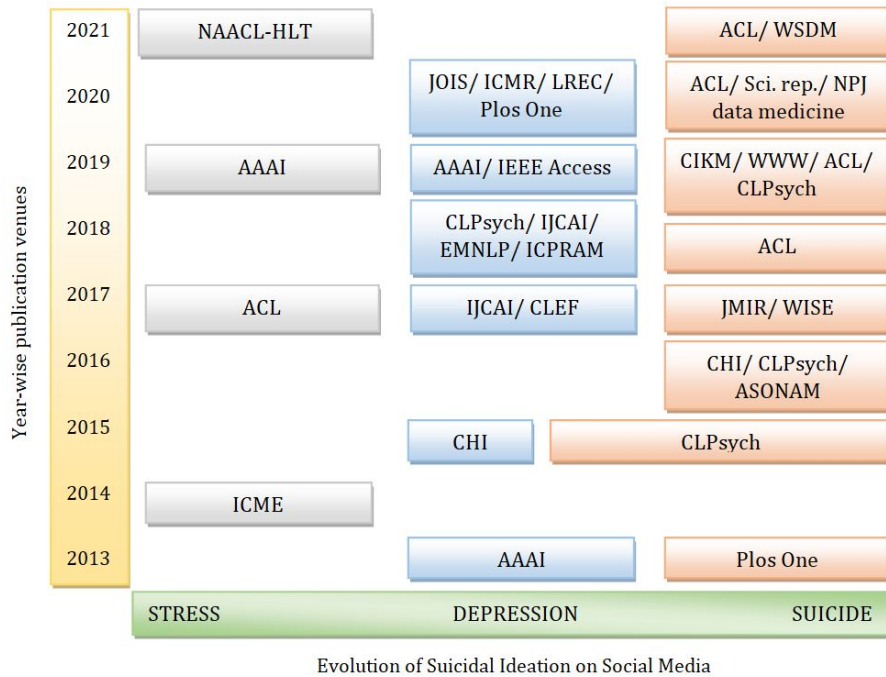 Year-wise publication venues
2021
NAACL-HLT
ACL/ WSDM
2020
JOIS/ ICMR/ LREC/
Plos One
ACL/ Sci. rep./ NPJ
data medicine
2019
AAAI
AAAI/ IEEE Access
CIKM/ WWW/ ACL/
CLPsych
2018
CLPsych/ IJCAI/
EMNLP/ ICPRAM
ACL
2017
ACL
IJCAI/ CLEF
JMIR/ WISE
2016
CHI/ CLPsych/
ASONAM
2015
CHI
CLPsych
2014
ICME
2013
AAAI
Plos One
STRESS
DEPRESSION
SUICIDE
Evolution of Suicidal Ideation on Social Media